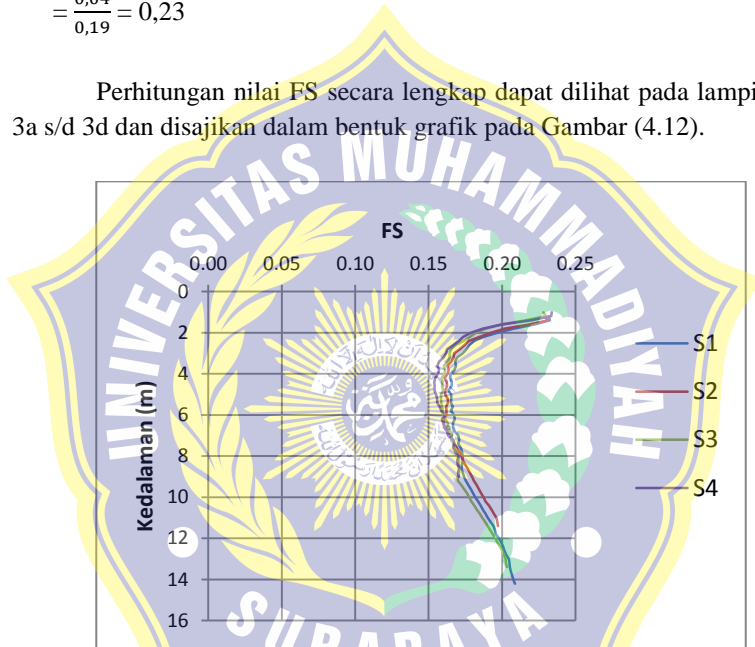 = 0,04 / 0,19 = 0,23
Perhitungan nilai FS secara lengkap dapat dilihat pada lampi
3a s/d 3d dan disajikan dalam bentuk grafik pada Gambar (4.12).
UNIVERSITAS MUHAMMADIYAH
SURABAYA
FS
0.00 0.05 0.10 0.15 0.20 0.25
0
2
4
6
8
10
12
14
16
Kedalaman (m)
S1
S2
S3
S4